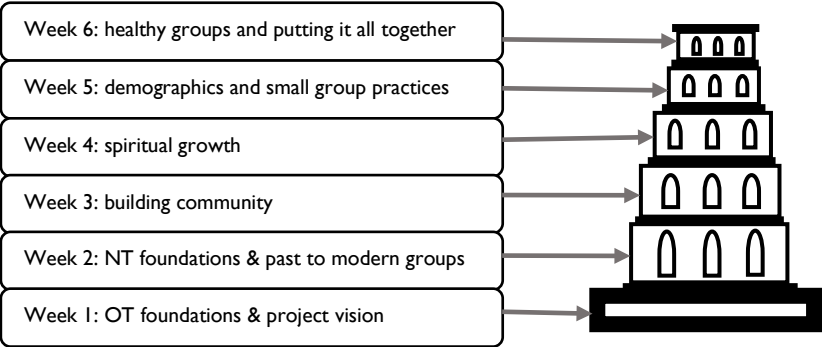 Week 6: healthy groups and putting it all together
Week 5: demographics and small group practices
Week 4: spiritual growth
Week 3: building community
Week 2: NT foundations & past to modern groups
Week 1: OT foundations & project vision